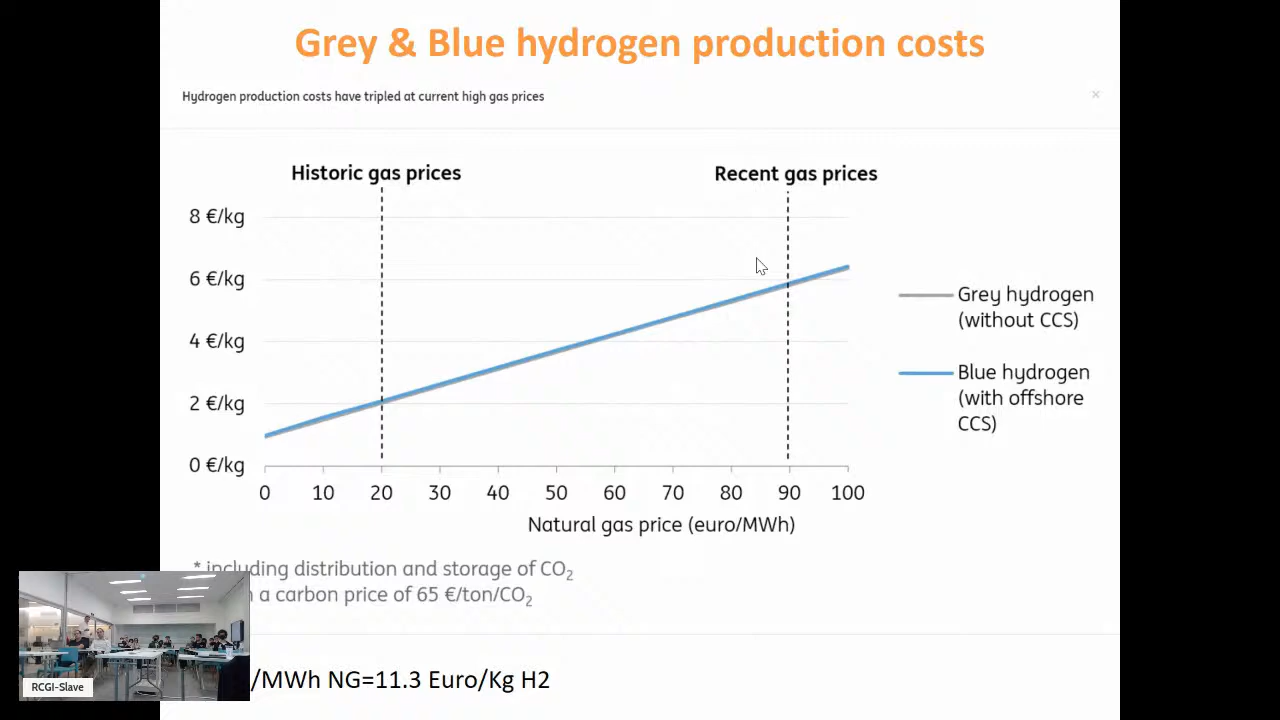 Grey & Blue hydrogen production costs
Hydrogen production costs have tripled at current high gas prices
×
Historic gas prices
Recent gas prices
8 €/kg
6 €/kg
4 €/kg
2 €/kg
0 €/kg
0 10 20 30 40 50 60 70 80 90 100
Natural gas price (euro/MWh)
Grey hydrogen
(without CCS)
Blue hydrogen
(with offshore
CCS)
* including distribution and storage of CO₂
a carbon price of 65 €/ton/CO₂
/MWh NG=11.3 Euro/Kg H2
RCGI-Slave